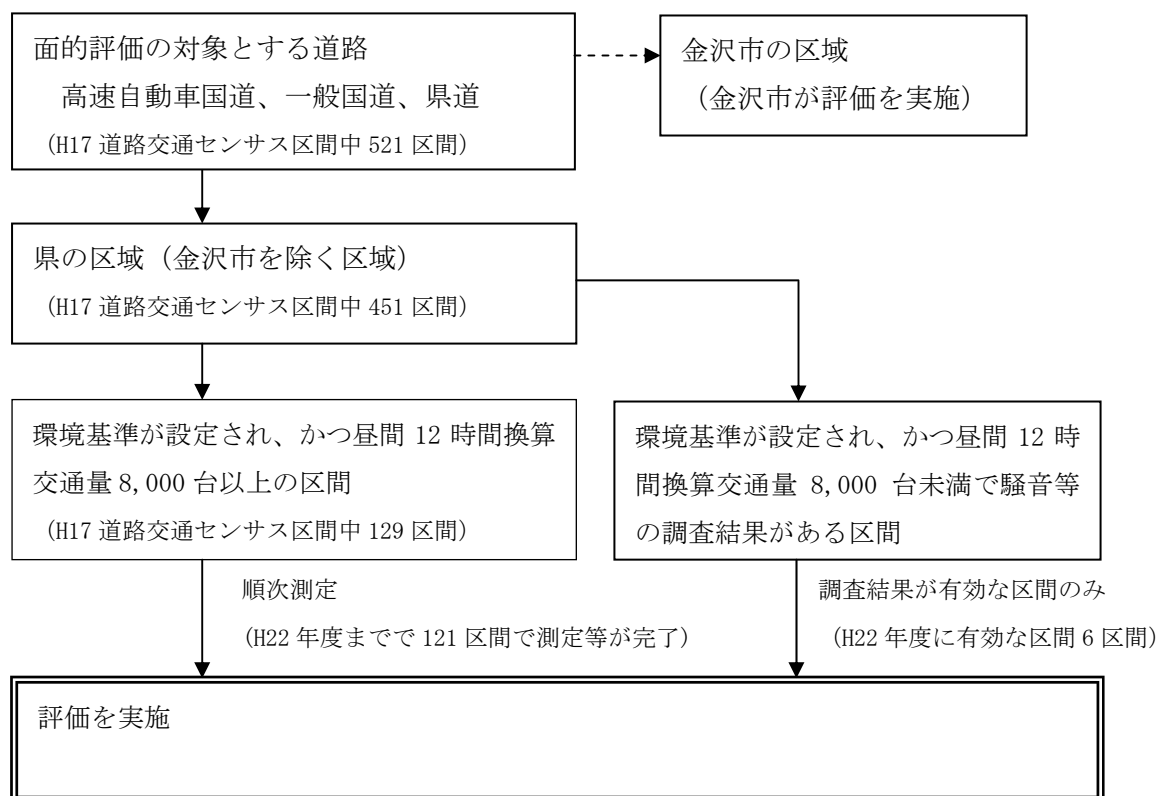 面的評価の対象とする道路
高速自動車国道、一般国道、県道
(H17 道路交通センサス区間中 521 区間)
金沢市の区域
(金沢市が評価を実施)
県の区域（金沢市を除く区域）
(H17 道路交通センサス区間中 451 区間)
環境基準が設定され、かつ昼間 12 時間換算
交通量 8,000 台以上の区間
(H17 道路交通センサス区間中 129 区間)
環境基準が設定され、かつ昼間 12 時
間換算交通量 8,000 台未満で騒音等
の調査結果がある区間
順次測定
(H22 年度までで 121 区間で測定等が完了)
調査結果が有効な区間のみ
(H22 年度に有効な区間 6 区間)
評価を実施